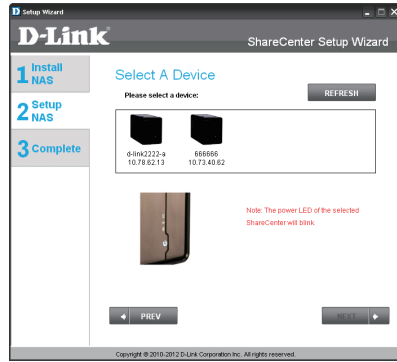 D Setup Wizard
D-Link
ShareCenter Setup Wizard
1 Install
NAS
2 Setup
NAS
3 Complete
Select A Device
Please select a device:
REFRESH
d-link2222-a
10.78.62.13
666666
10.73.40.62
Note: The power LED of the selected
ShareCenter will blink
PREV
NEXT
Copyright © 2010-2012 D-Link Corporation Inc. All rights reserved.